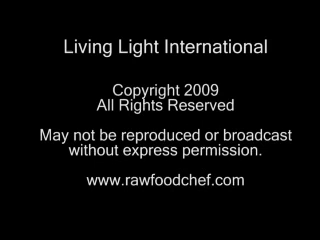 Living Light International
Copyright 2009
All Rights Reserved
May not be reproduced or broadcast
without express permission.
www.rawfoodchef.com